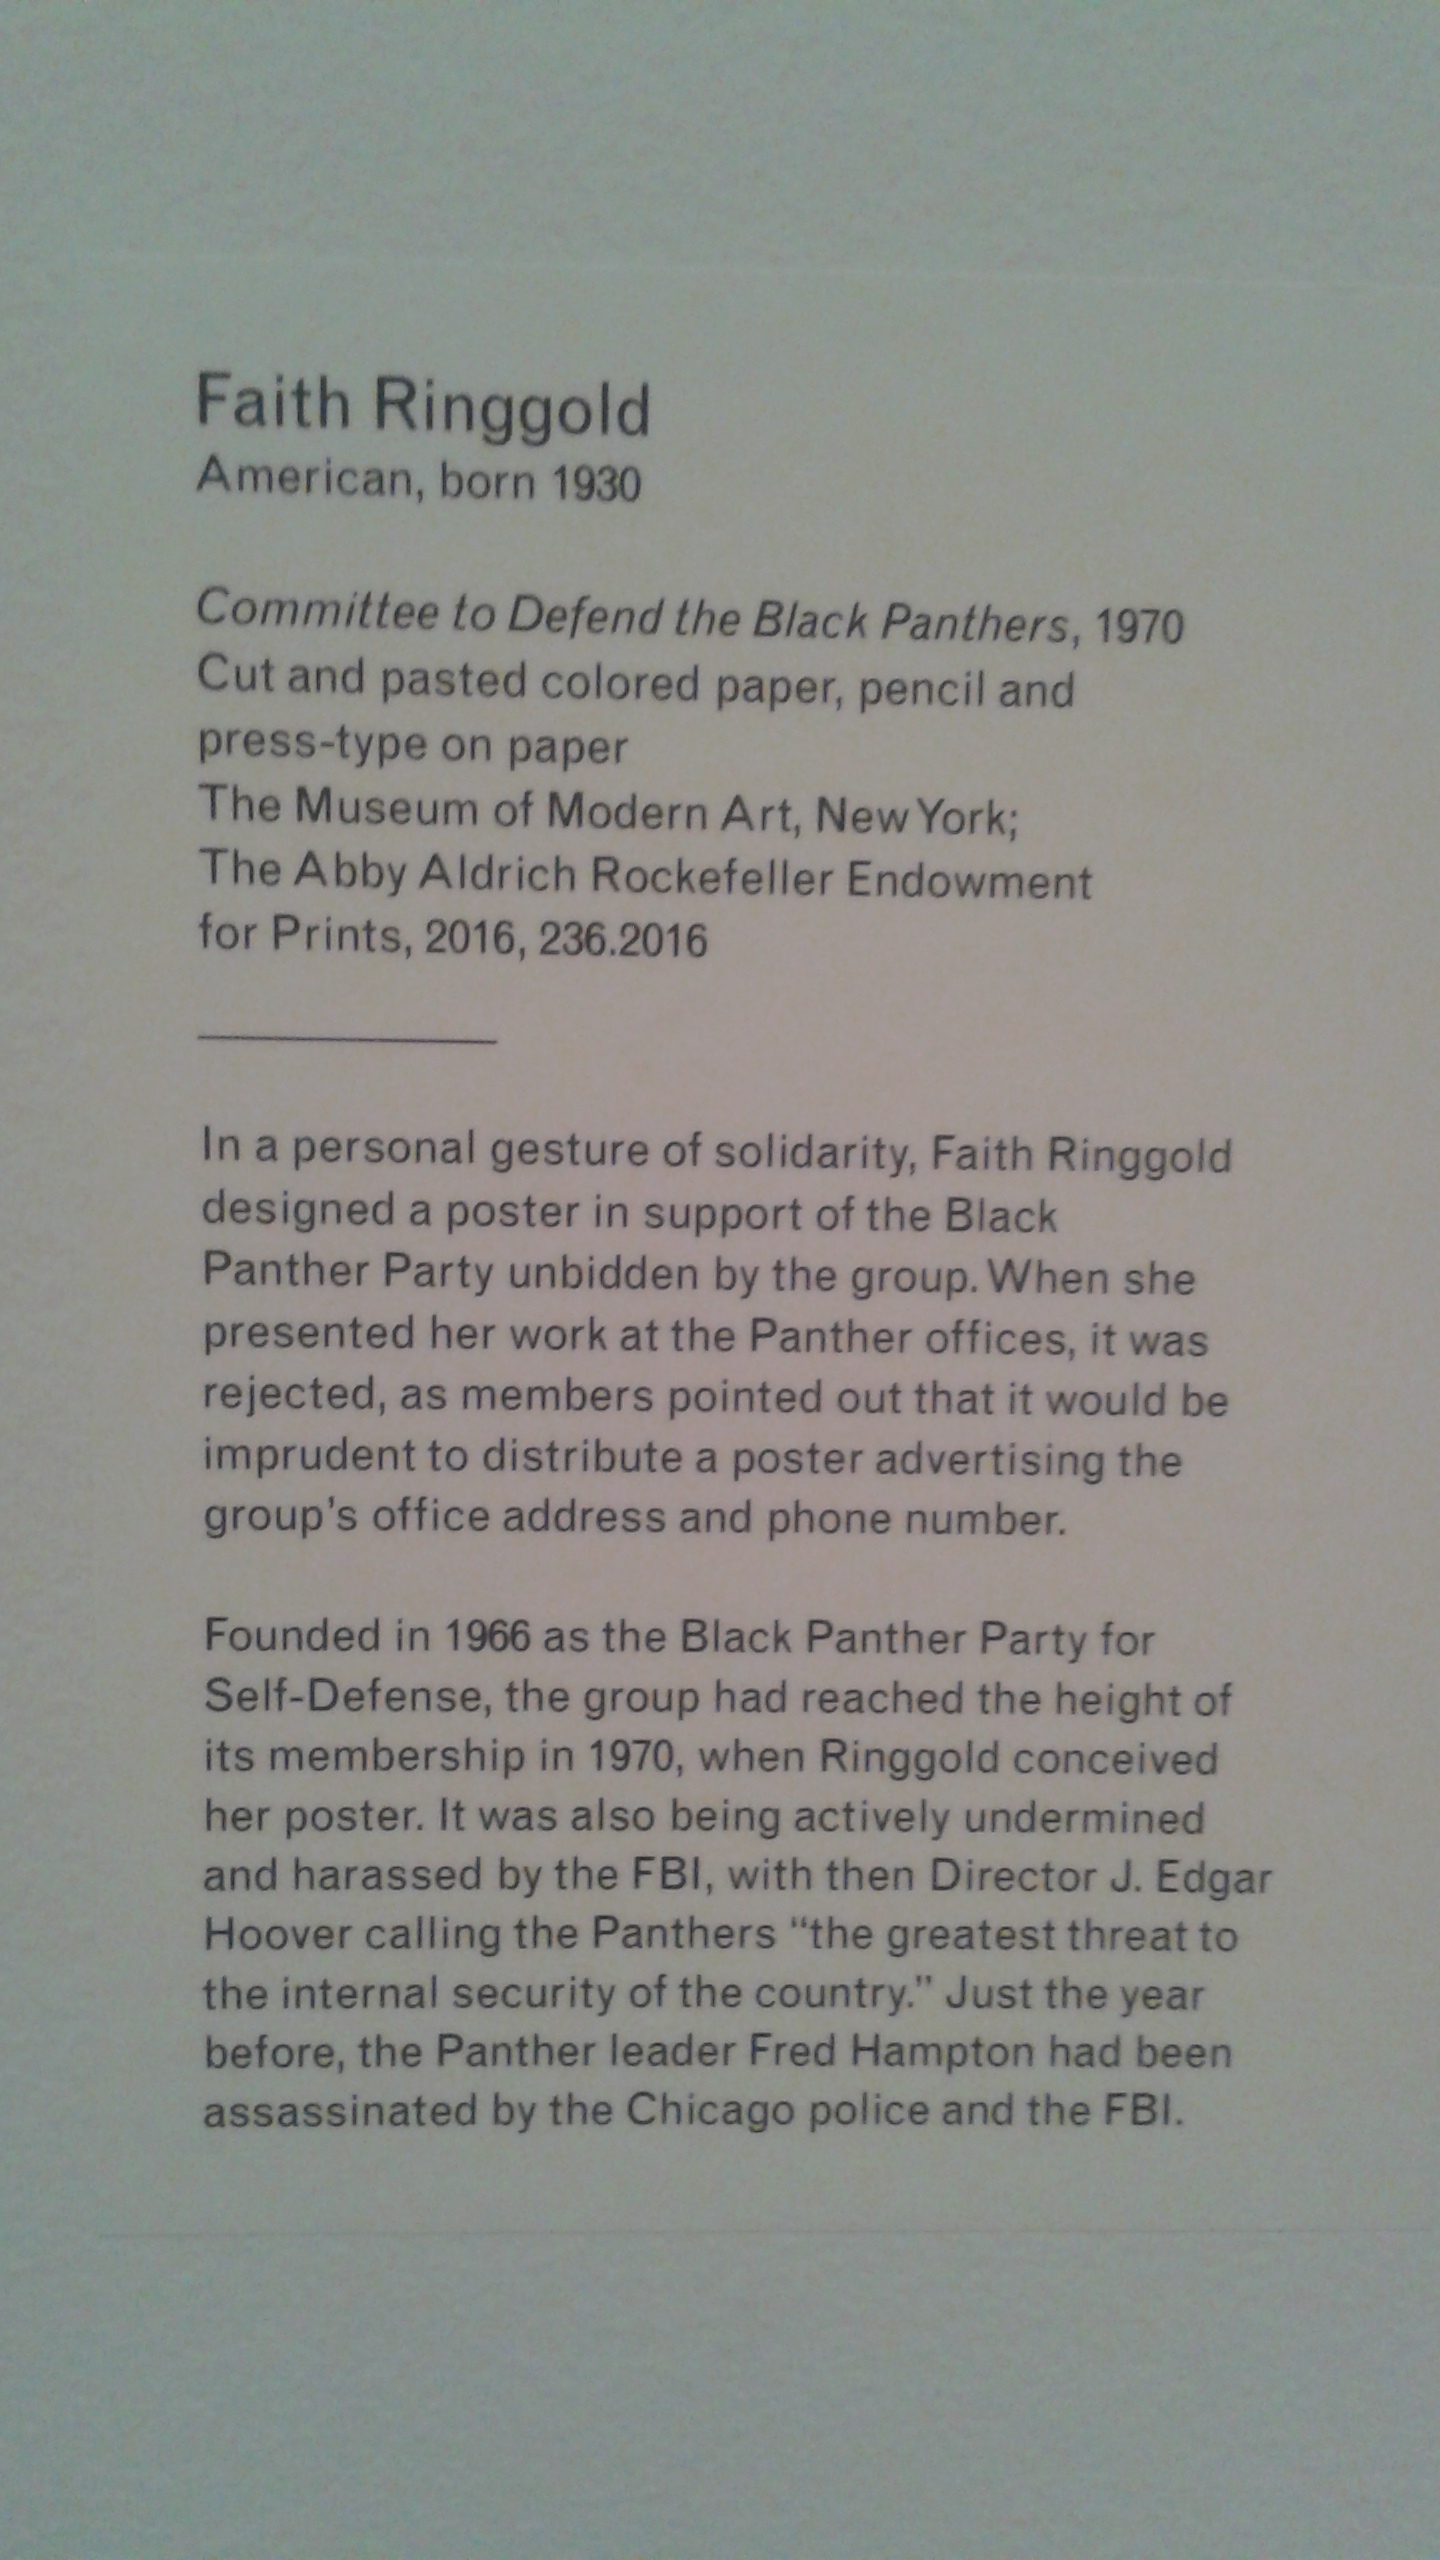 Faith Ringgold
American, born 1930
Committee to Defend the Black Panthers, 1970
Cut and pasted colored paper, pencil and
press-type on paper
The Museum of Modern Art, New York;
The Abby Aldrich Rockefeller Endowment
for Prints, 2016, 236.2016
In a personal gesture of solidarity, Faith Ringgold
designed a poster in support of the Black
Panther Party unbidden by the group. When she
presented her work at the Panther offices, it was
rejected, as members pointed out that it would be
imprudent to distribute a poster advertising the
group’s office address and phone number.
Founded in 1966 as the Black Panther Party for
Self-Defense, the group had reached the height of
its membership in 1970, when Ringgold conceived
her poster. It was also being actively undermined
and harassed by the FBI, with then Director J. Edgar
Hoover calling the Panthers “the greatest threat to
the internal security of the country.” Just the year
before, the Panther leader Fred Hampton had been
assassinated by the Chicago police and the FBI.